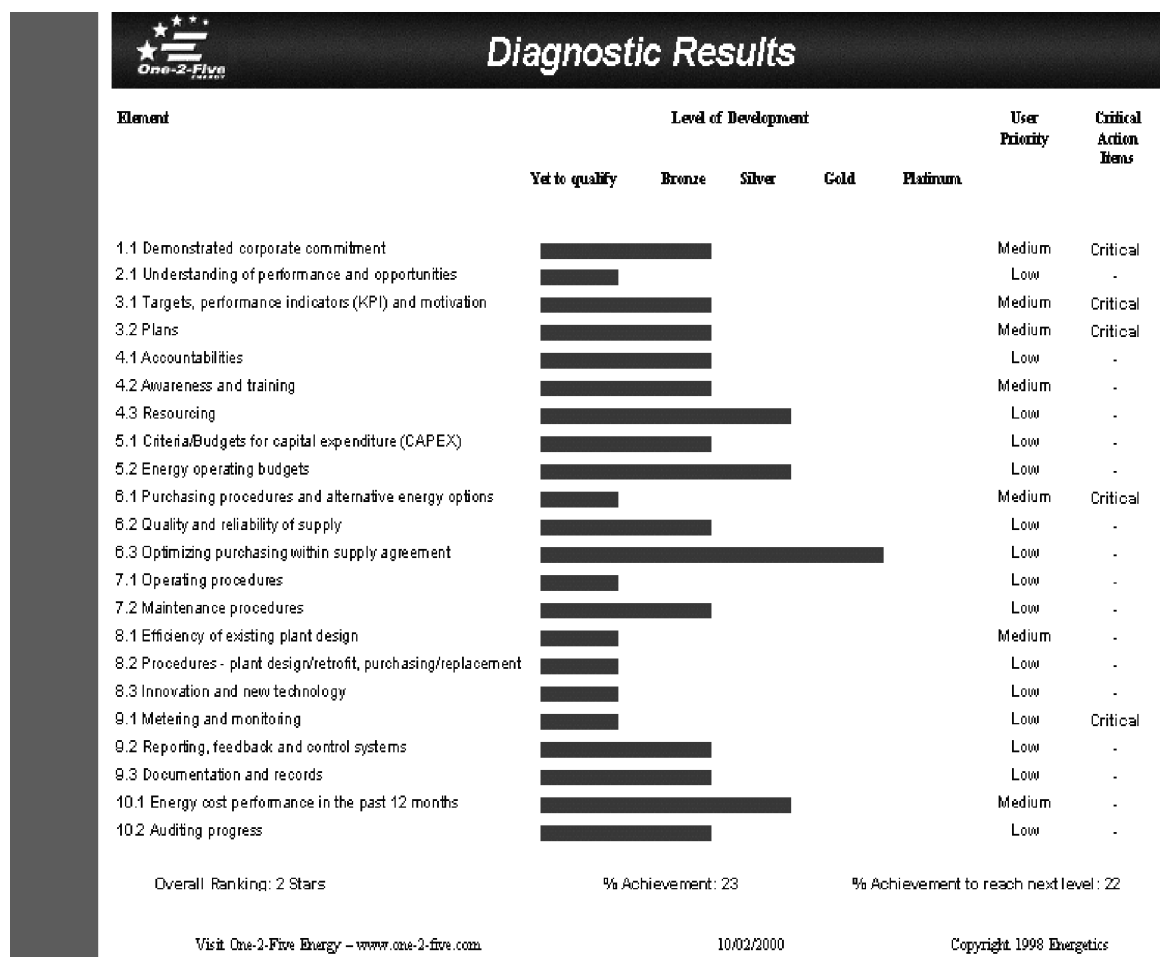 One-2-Five
ENERGY
Diagnostic Results
Element Level of Development User Priority Critical Action Items
Yet to qualify Bronze Silver Gold Platinum
1.1 Demonstrated corporate commitment Medium Critical
2.1 Understanding of performance and opportunities Low -
3.1 Targets, performance indicators (KPI) and motivation Medium Critical
3.2 Plans Medium Critical
4.1 Accountabilities Low -
4.2 Awareness and training Medium -
4.3 Resourcing Low -
5.1 Criteria/Budgets for capital expenditure (CAPEX) Low -
5.2 Energy operating budgets Low -
6.1 Purchasing procedures and alternative energy options Medium Critical
6.2 Quality and reliability of supply Low -
6.3 Optimizing purchasing within supply agreement Low -
7.1 Operating procedures Low -
7.2 Maintenance procedures Low -
8.1 Efficiency of existing plant design Medium -
8.2 Procedures - plant design/retrofit, purchasing/replacement Low -
8.3 Innovation and new technology Low -
9.1 Metering and monitoring Low Critical
9.2 Reporting, feedback and control systems Low -
9.3 Documentation and records Low -
10.1 Energy cost performance in the past 12 months Medium -
10.2 Auditing progress Low -
Overall Ranking: 2 Stars % Achievement: 23 % Achievement to reach next level: 22
Visit One-2-Five Energy – www.one-2-five.com 10/02/2000 Copyright 1998 Energetics